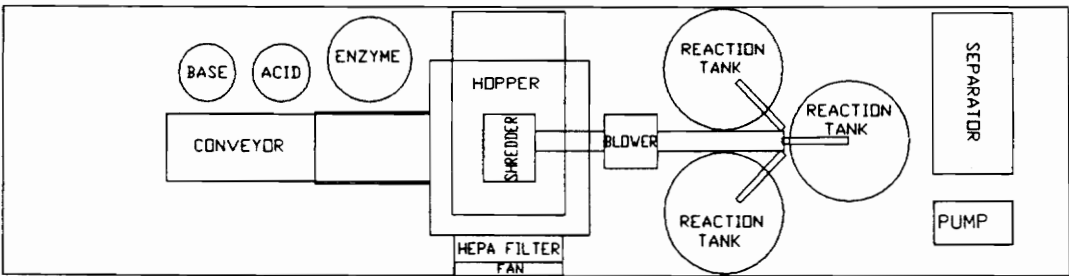 BASE
ACID
ENZYME
CONVEYOR
HOPPER
SHREDDER
HEPA FILTER
FAN
BLOWER
REACTION
TANK
REACTION
TANK
REACTION
TANK
SEPARATOR
PUMP